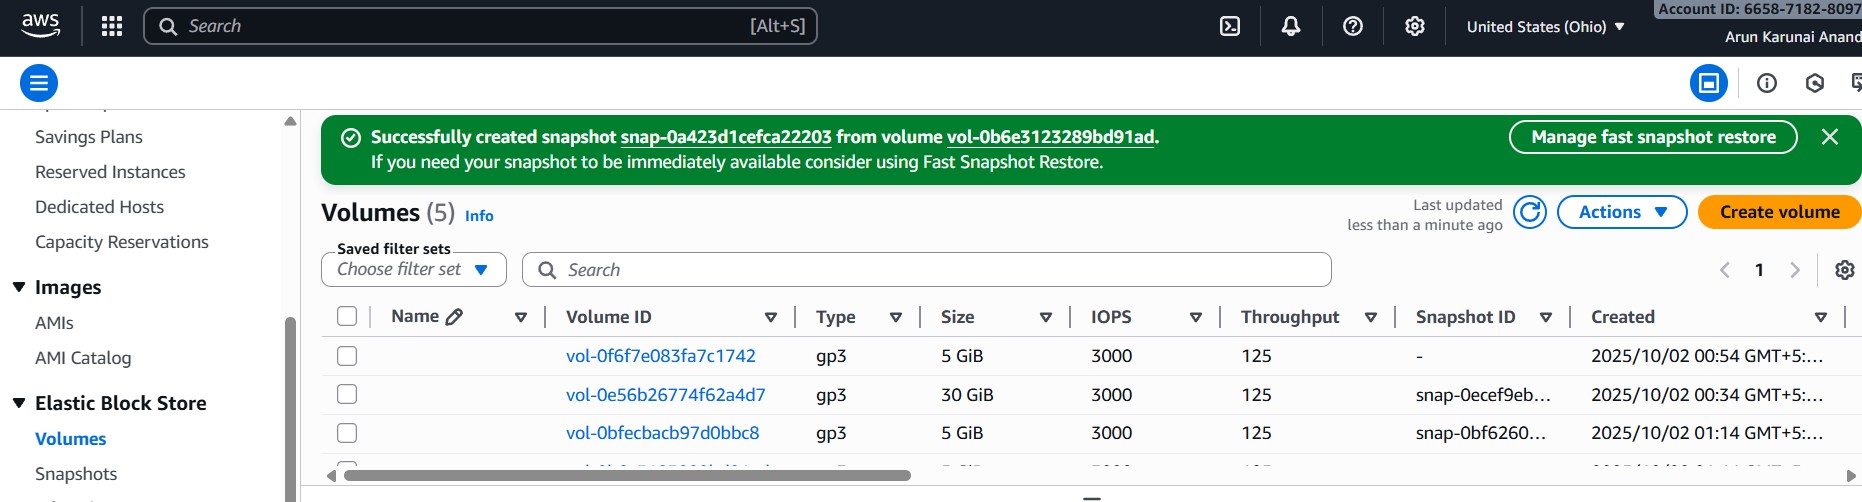 aws
Search [Alt+S]
United States (Ohio)
Account ID: 6658-7182-8097
Arun Karunai Anand
Savings Plans
Reserved Instances
Dedicated Hosts
Capacity Reservations
Images
AMIs
AMI Catalog
Elastic Block Store
Volumes
Snapshots
Successfully created snapshot snap-0a423d1cefca22203 from volume vol-0b6e3123289bd91ad.
If you need your snapshot to be immediately available consider using Fast Snapshot Restore.
Manage fast snapshot restore
Volumes (5) Info
Last updated
less than a minute ago
Actions
Create volume
Saved filter sets
Choose filter set
Search
1
Name Volume ID Type Size IOPS Throughput Snapshot ID Created
vol-0f6f7e083fa7c1742 gp3 5 GiB 3000 125 - 2025/10/02 00:54 GMT+5:...
vol-0e56b26774f62a4d7 gp3 30 GiB 3000 125 snap-0ecef9eb... 2025/10/02 00:34 GMT+5:...
vol-0bfecbacb97d0bbc8 gp3 5 GiB 3000 125 snap-0bf6260... 2025/10/02 01:14 GMT+5:...